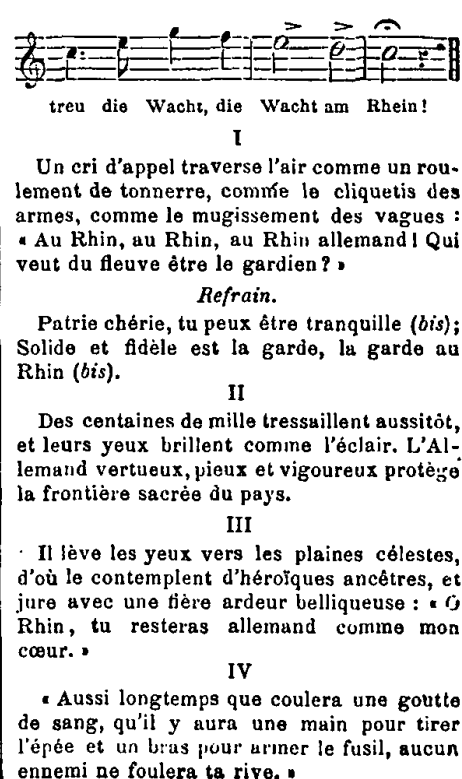 treu die Wacht, die Wacht am Rhein!
I
Un cri d'appel traverse l'air comme un rou-
lement de tonnerre, comme le cliquetis des
armes, comme le mugissement des vagues :
« Au Rhin, au Rhin, au Rhin allemand ! Qui
veut du fleuve être le gardien ? »
Refrain.
Patrie chérie, tu peux être tranquille (bis);
Solide et fidèle est la garde, la garde au
Rhin (bis).
II
Des centaines de mille tressaillent aussitôt,
et leurs yeux brillent comme l'éclair. L'Al-
lemand vertueux, pieux et vigoureux protège
la frontière sacrée du pays.
III
Il lève les yeux vers les plaines célestes,
d'où le contemplent d'héroïques ancêtres, et
jure avec une fière ardeur belliqueuse : « O
Rhin, tu resteras allemand comme mon
cœur. »
IV
« Aussi longtemps que coulera une goutte
de sang, qu'il y aura une main pour tirer
l'épée et un bras pour armer le fusil, aucun
ennemi ne foulera ta rive. »